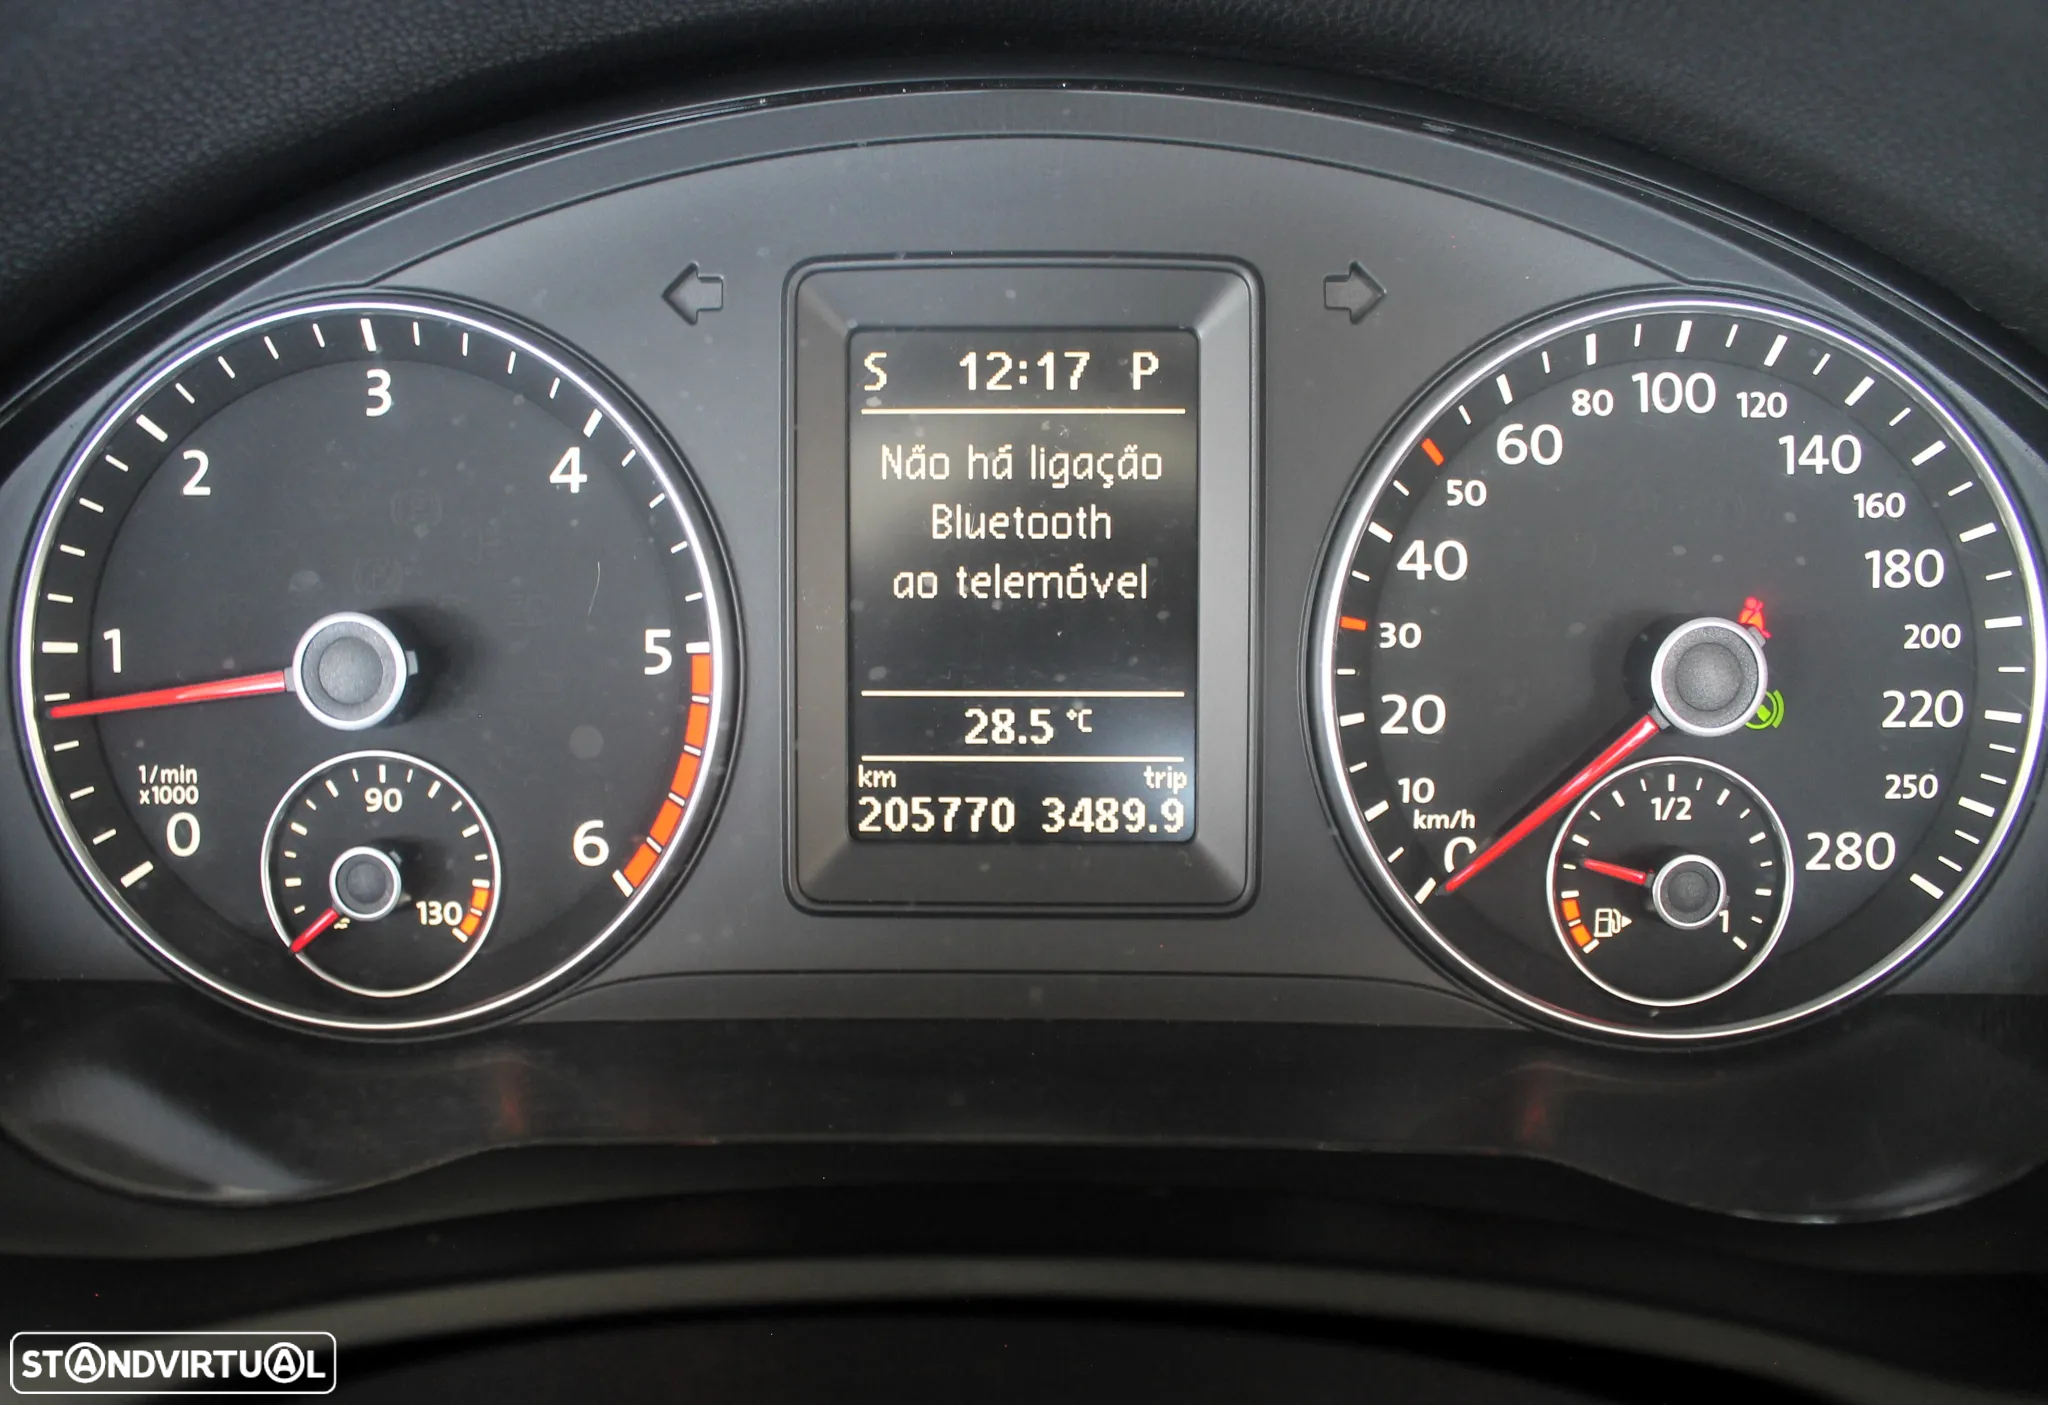 S 12:17 P
Não há ligação
Bluetooth
ao telemóvel
28.5 °C
km trip
205770 3489.9
0 1 2 3 4 5 6
1/min
x1000
90
130
0 10 20 30 40 50 60 80 100 120 140 160 180 200 220 250 280
km/h
1/2
1
STANDVIRTUAL